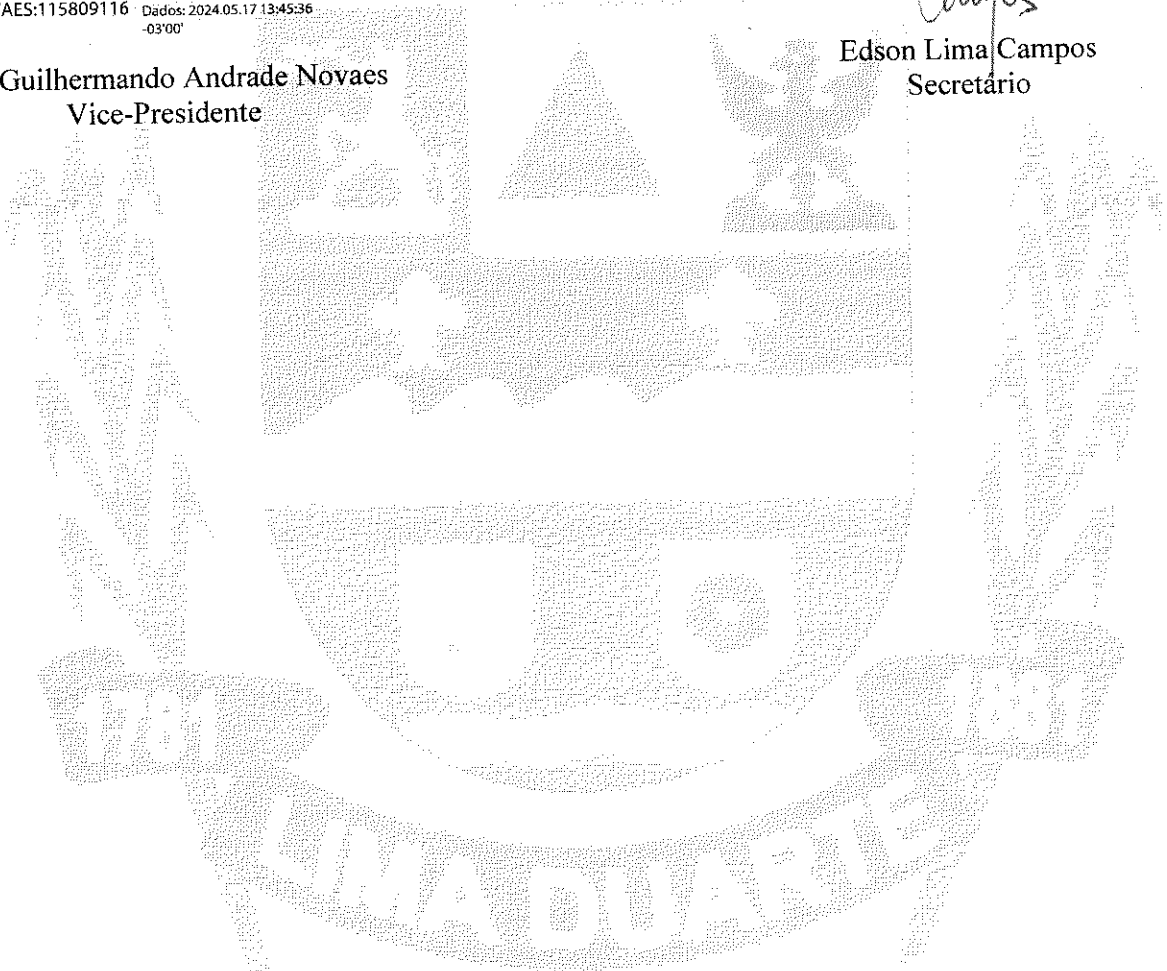 AES:115809116 Dados: 2024.05.17 13:45:36
-03'00'
Guilhermando Andrade Novaes
Vice-Presidente
Campos
Edson Lima Campos
Secretário
1781
1881
LIMA DUARTE